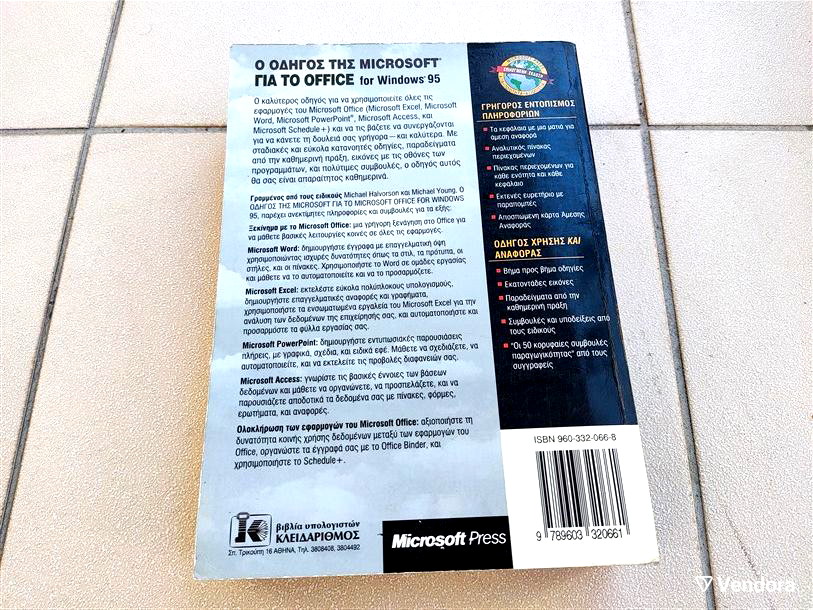 Ο ΟΔΗΓΟΣ ΤΗΣ MICROSOFT®
ΓΙΑ ΤΟ OFFICE for Windows® 95
Ο καλύτερος οδηγός για να χρησιμοποιείτε όλες τις
εφαρμογές του Microsoft Office (Microsoft Excel, Microsoft
Word, Microsoft PowerPoint®, Microsoft Access, και
Microsoft Schedule+) και να τις βάζετε να συνεργάζονται
για να κάνετε τη δουλειά σας γρήγορα — και καλύτερα. Με
σταδιακές και εύκολα κατανοητές οδηγίες, παραδείγματα
από την καθημερινή πράξη, εικόνες με τις οθόνες των
προγραμμάτων, και πολύτιμες συμβουλές, ο οδηγός αυτός
θα σας είναι απαραίτητος καθημερινά.
Γραμμένος από τους ειδικούς Michael Halvorson και Michael Young, Ο
ΟΔΗΓΟΣ ΤΗΣ MICROSOFT ΓΙΑ ΤΟ MICROSOFT OFFICE FOR WINDOWS
95, παρέχει ανεκτίμητες πληροφορίες και συμβουλές για τα εξής:
Ξεκίνημα με το Microsoft Office: μια γρήγορη ξενάγηση στο Office για
να μάθετε βασικές λειτουργίες κοινές σε όλες τις εφαρμογές.
Microsoft Word: δημιουργήστε έγγραφα με επαγγελματική όψη
χρησιμοποιώντας ισχυρές δυνατότητες όπως τα στιλ, τα πρότυπα, οι
στήλες, και οι πίνακες. Χρησιμοποιήστε το Word σε ομάδες εργασίας
και μάθετε να το αυτοματοποιείτε και να το προσαρμόζετε.
Microsoft Excel: εκτελέστε εύκολα πολύπλοκους υπολογισμούς,
δημιουργήστε επαγγελματικές αναφορές και γραφήματα,
χρησιμοποιήστε τα ενσωματωμένα εργαλεία του Microsoft Excel για την
ανάλυση των δεδομένων της επιχείρησής σας, και αυτοματοποιήστε και
προσαρμόστε τα φύλλα εργασίας σας.
Microsoft PowerPoint: δημιουργήστε εντυπωσιακές παρουσιάσεις
πλήρεις, με γραφικά, σχέδια, και ειδικά εφέ. Μάθετε να σχεδιάζετε, να
αυτοματοποιείτε, και να εκτελείτε τις προβολές διαφανειών σας.
Microsoft Access: γνωρίστε τις βασικές έννοιες των βάσεων
δεδομένων και μάθετε να οργανώνετε, να προσπελάζετε, και να
παρουσιάζετε αποδοτικά τα δεδομένα σας με πίνακες, φόρμες,
ερωτήματα, και αναφορές.
Ολοκλήρωση των εφαρμογών του Microsoft Office: αξιοποιήστε τη
δυνατότητα κοινής χρήσης δεδομένων μεταξύ των εφαρμογών του
Office, οργανώστε τα έγγραφά σας με το Office Binder, και
χρησιμοποιήστε το Schedule+.
βιβλία υπολογιστών
ΚΛΕΙΔΑΡΙΘΜΟΣ
Στ. Τρικούπη 16 ΑΘΗΝΑ, Τηλ. 3808408, 3804492
Microsoft Press
ΓΡΗΓΟΡΟΣ ΕΝΤΟΠΙΣΜΟΣ
ΠΛΗΡΟΦΟΡΙΩΝ
Τα κεφάλαια με μια ματιά για
άμεση αναφορά
Αναλυτικός πίνακας
περιεχομένων
Πίνακας περιεχομένων για
κάθε ενότητα και κάθε
κεφάλαιο
Εκτενές ευρετήριο με
παραπομπές
Αποσπώμενη κάρτα Άμεσης
Αναφοράς
ΟΔΗΓΟΣ ΧΡΗΣΗΣ ΚΑΙ
ΑΝΑΦΟΡΑΣ
Βήμα προς βήμα οδηγίες
Εκατοντάδες εικόνες
Παραδείγματα από την
καθημερινή πράξη
Συμβουλές και υποδείξεις από
τους ειδικούς
"Οι 50 κορυφαίες συμβουλές
παραγωγικότητας" από τους
συγγραφείς
ISBN 960-332-066-8
9 789603 320661
Vendora